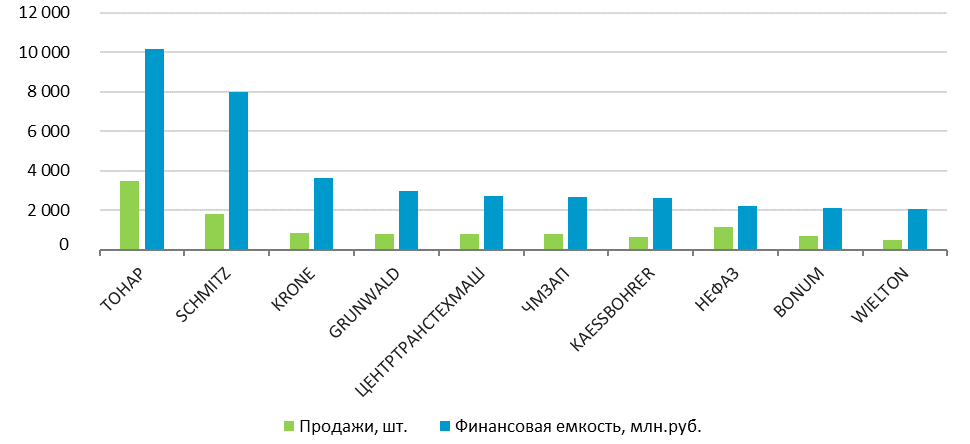 12 000
10 000
8 000
6 000
4 000
2 000
0
ТОНАР
SCHMITZ
KRONE
GRUNWALD
ЦЕНТРТРАНСТЕХМАШ
ЧМЗАП
KAESSBOHRER
НЕФАЗ
BONUM
WIELTON
Продажи, шт.
Финансовая емкость, млн.руб.